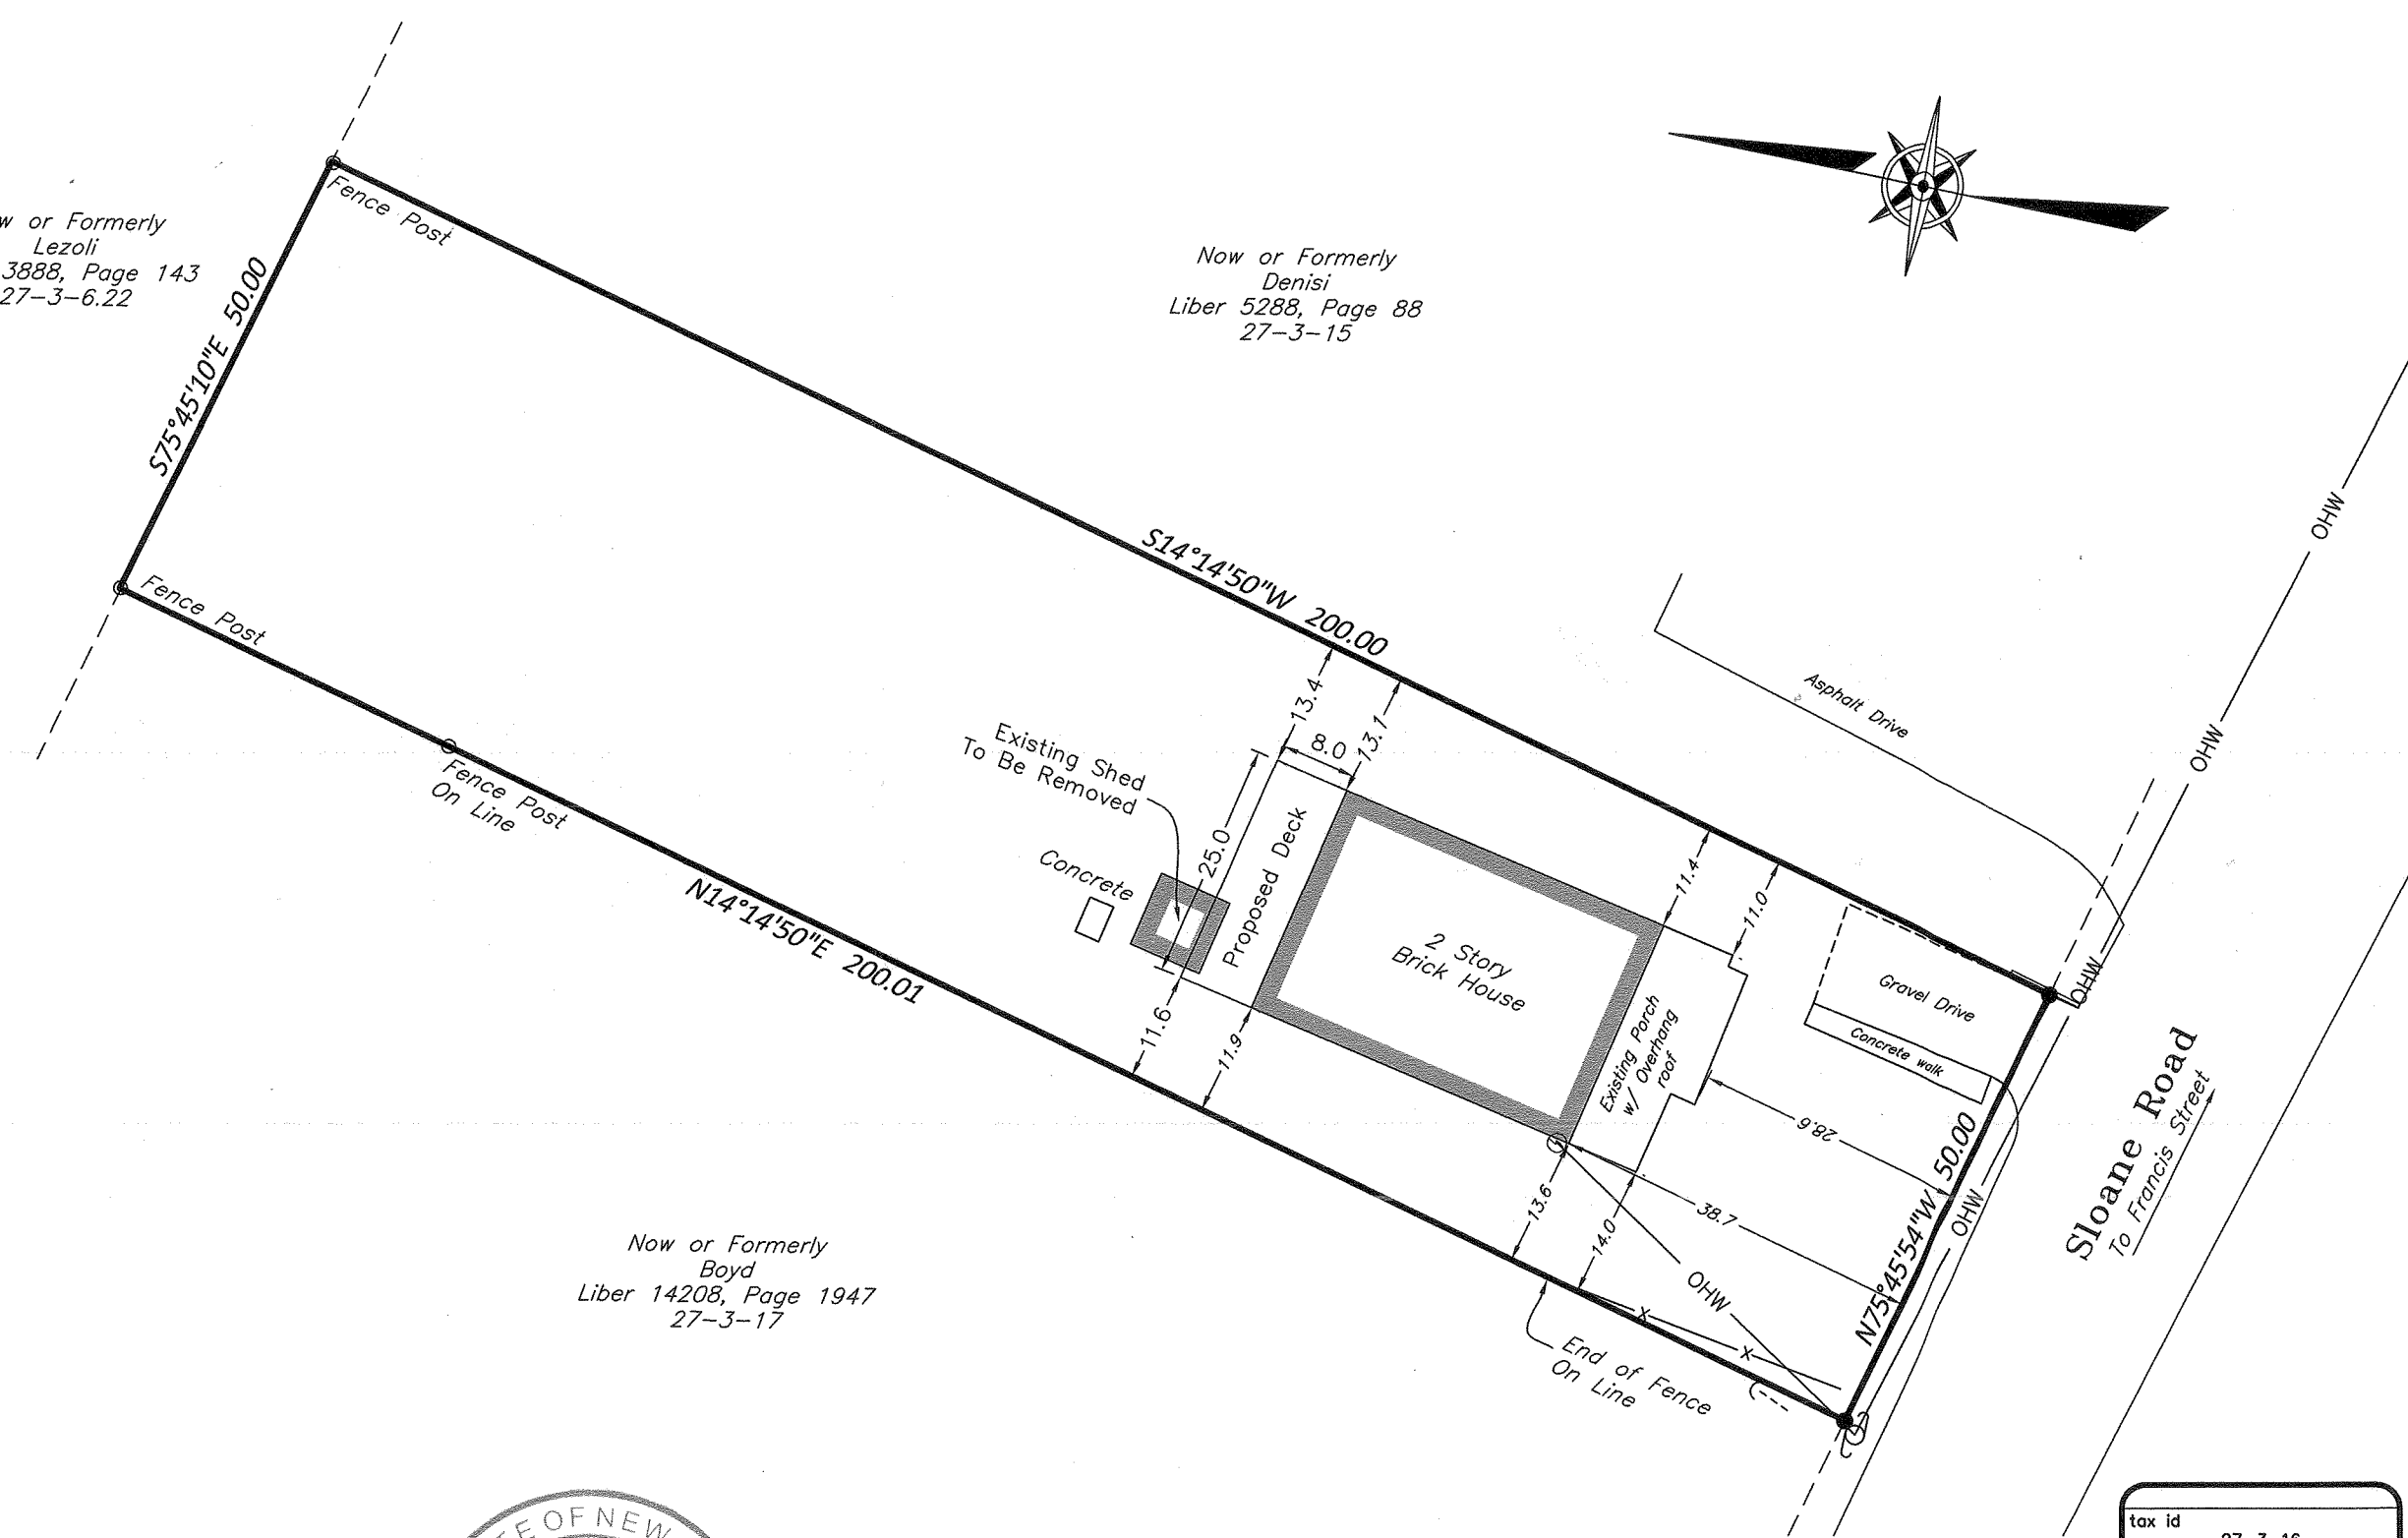 w or Formerly
Lezoli
3888, Page 143
27-3-6.22
S75°45'10"E 50.00
Fence Post
Now or Formerly
Denisi
Liber 5288, Page 88
27-3-15
Fence Post
Fence Post
On Line
S14°14'50"W 200.00
N14°14'50"E 200.01
Existing Shed
To Be Removed
Concrete
13.4
13.1
8.0
25.0
Proposed Deck
11.6
11.9
2 Story
Brick House
11.4
11.0
Existing Porch
w/ Overhang
roof
Asphalt Drive
Gravel Drive
Concrete walk
28.6
38.7
13.6
14.0
N75°45'54"W 50.00
OHW
OHW
OHW
OHW
OHW
x
x
End of Fence
On Line
Sloane Road
To Francis Street
Now or Formerly
Boyd
Liber 14208, Page 1947
27-3-17
TE OF NEW
tax id
27-3-16